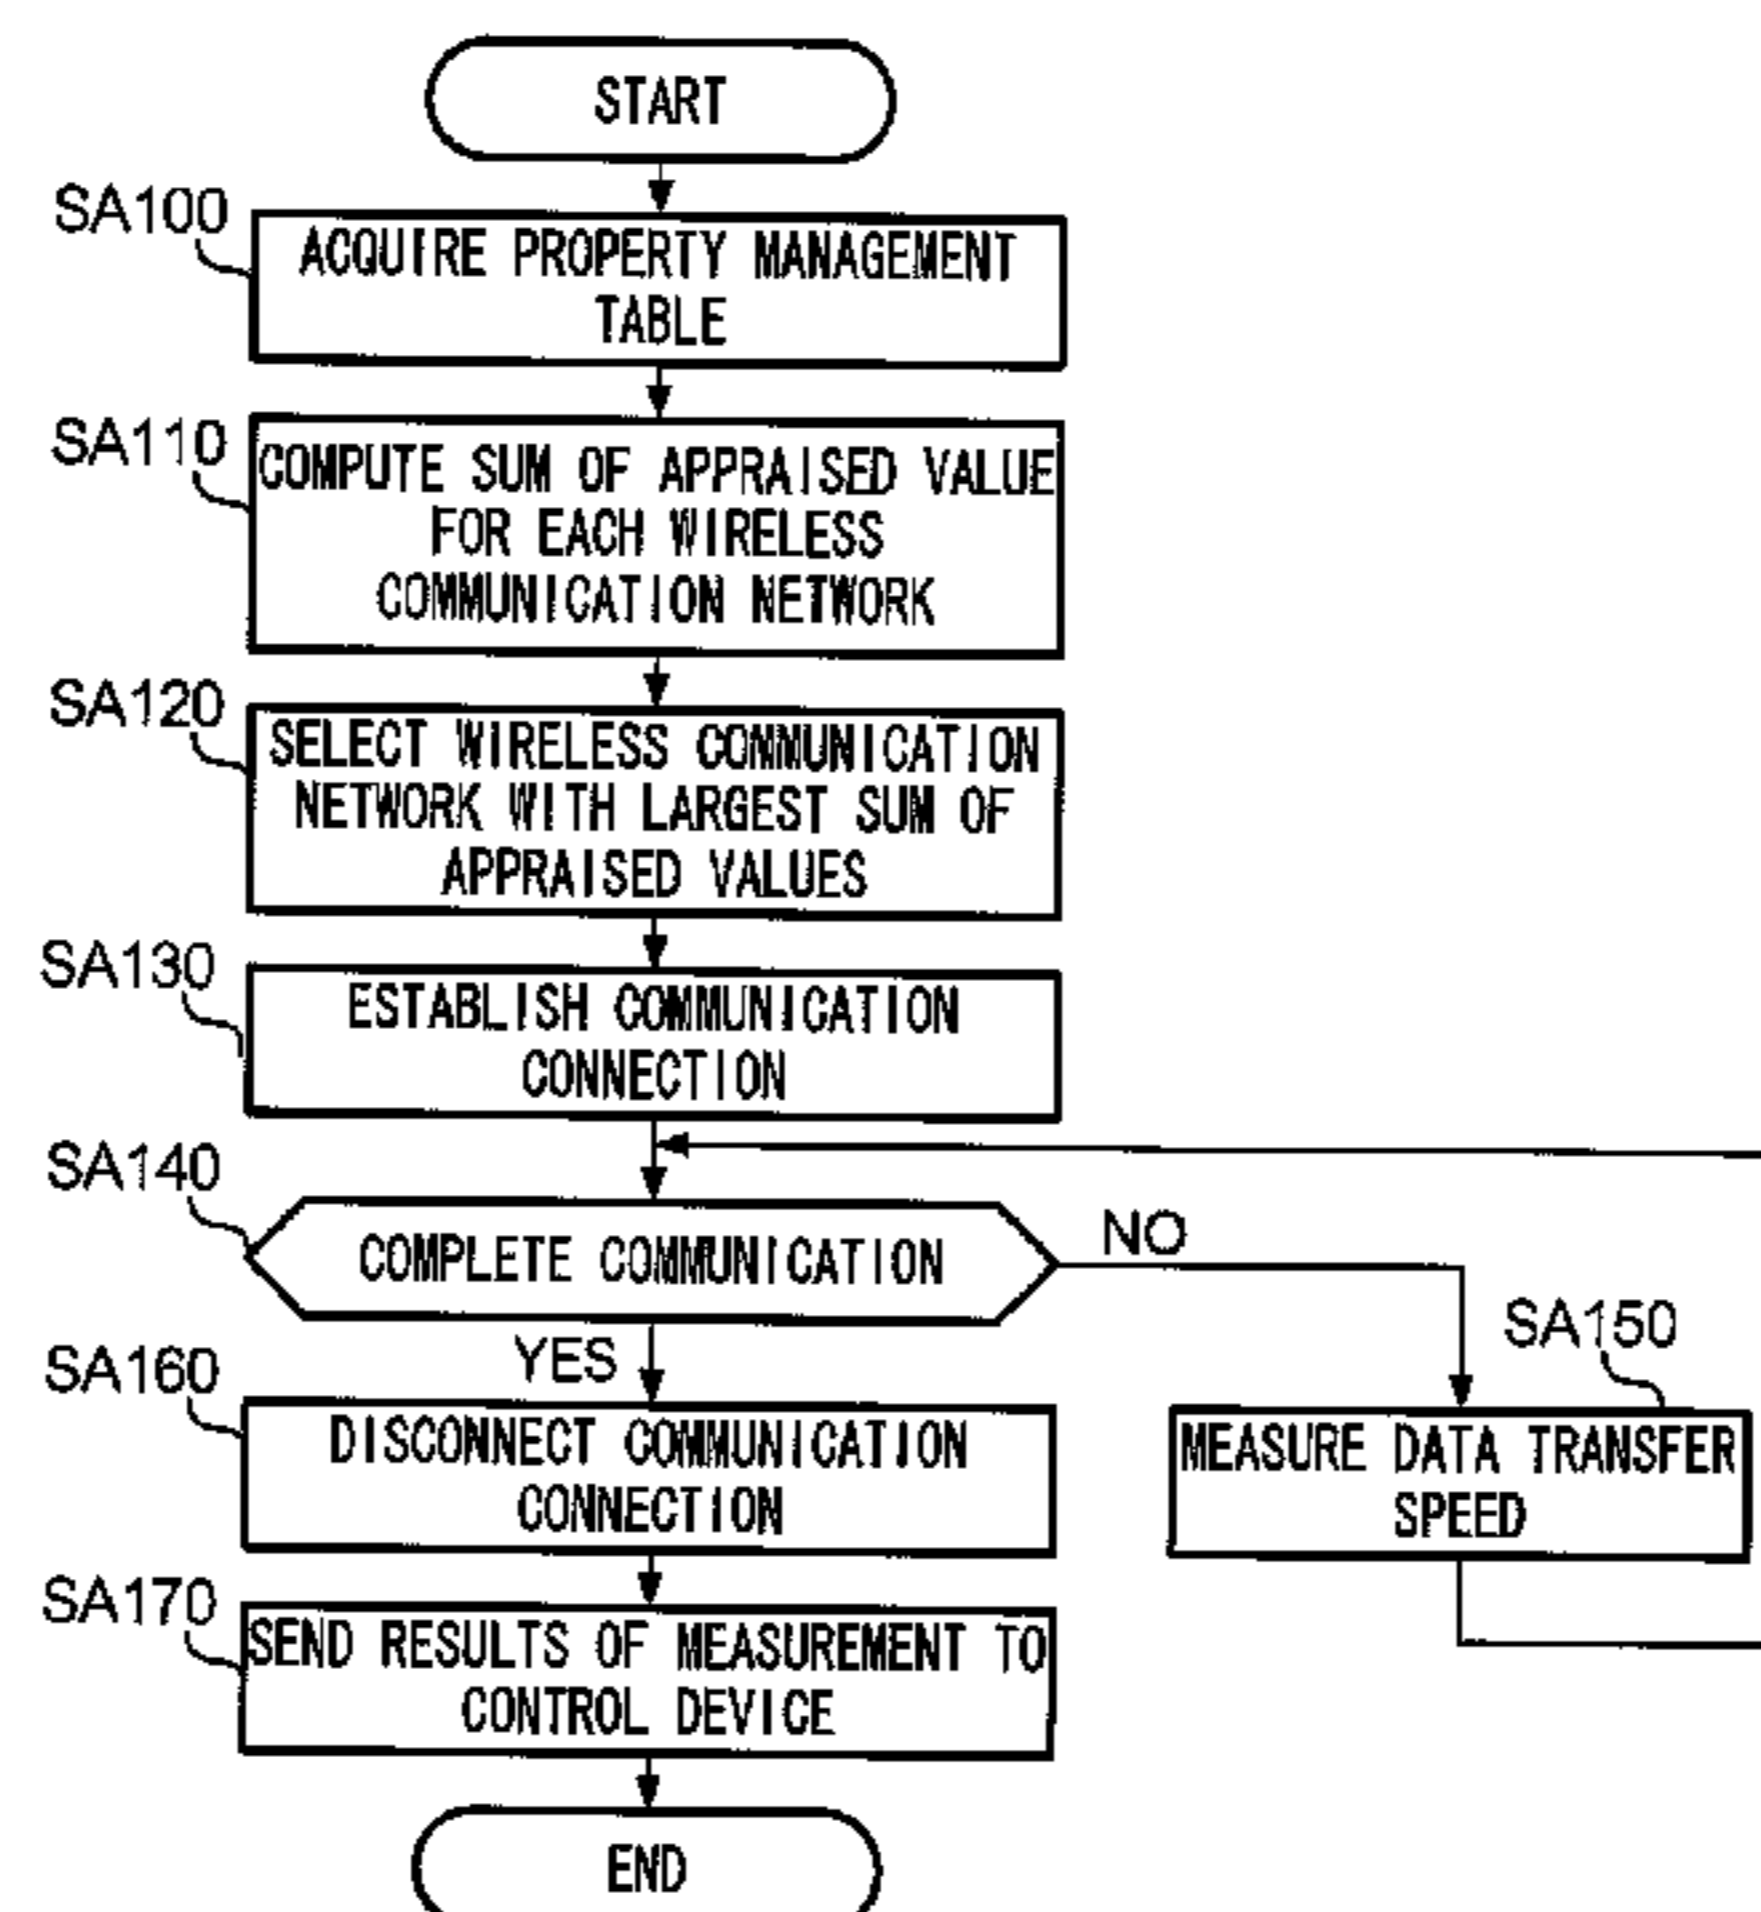 START
SA100
ACQUIRE PROPERTY MANAGEMENT
TABLE
SA110
COMPUTE SUM OF APPRAISED VALUE
FOR EACH WIRELESS
COMMUNICATION NETWORK
SA120
SELECT WIRELESS COMMUNICATION
NETWORK WITH LARGEST SUM OF
APPRAISED VALUES
SA130
ESTABLISH COMMUNICATION
CONNECTION
SA140
COMPLETE COMMUNICATION
NO
YES
SA150
MEASURE DATA TRANSFER
SPEED
SA160
DISCONNECT COMMUNICATION
CONNECTION
SA170
SEND RESULTS OF MEASUREMENT TO
CONTROL DEVICE
END